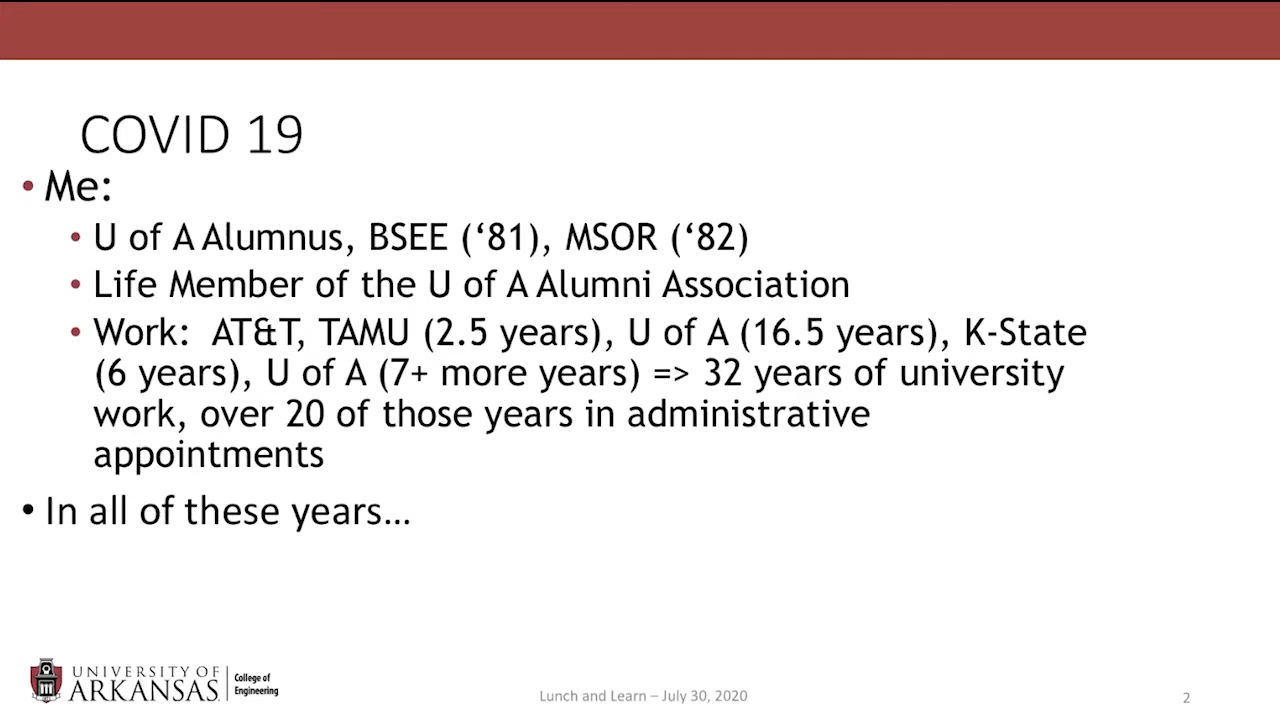 COVID 19
• Me:
• U of A Alumnus, BSEE (‘81), MSOR (‘82)
• Life Member of the U of A Alumni Association
• Work: AT&T, TAMU (2.5 years), U of A (16.5 years), K-State
(6 years), U of A (7+ more years) => 32 years of university
work, over 20 of those years in administrative
appointments
• In all of these years…
UNIVERSITY OF
ARKANSAS
College of
Engineering
Lunch and Learn – July 30, 2020
2